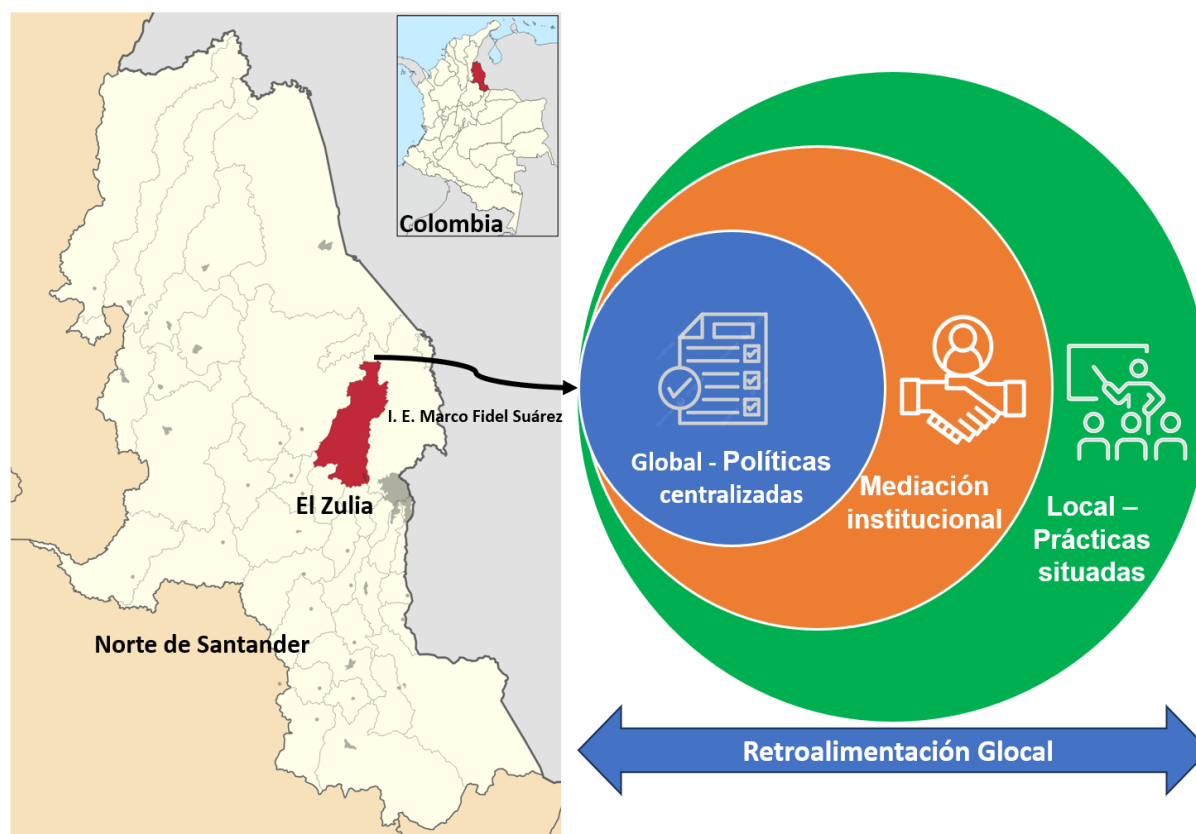 Colombia
I. E. Marco Fidel Suárez
El Zulia
Norte de Santander
Global - Políticas
centralizadas
Mediación
institucional
Local –
Prácticas
situadas
Retroalimentación Glocal